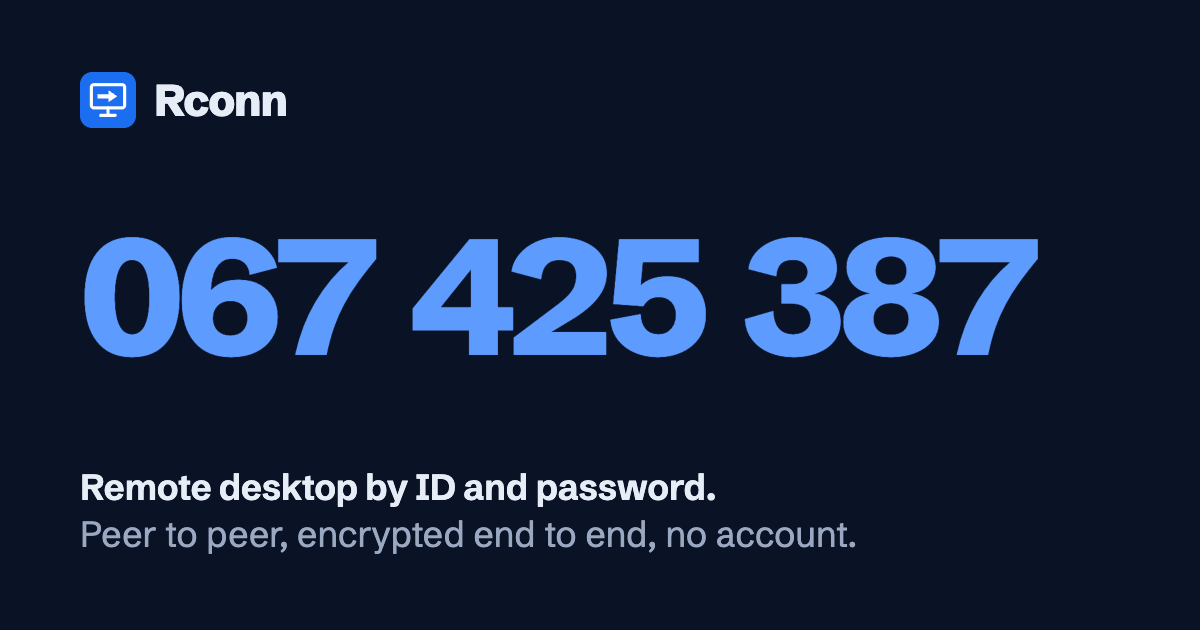 Rconn
067 425 387
Remote desktop by ID and password.
Peer to peer, encrypted end to end, no account.